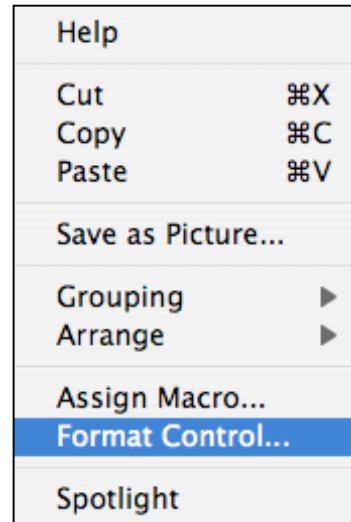 Help
Cut ⌘X
Copy ⌘C
Paste ⌘V
Save as Picture...
Grouping
Arrange
Assign Macro...
Format Control...
Spotlight